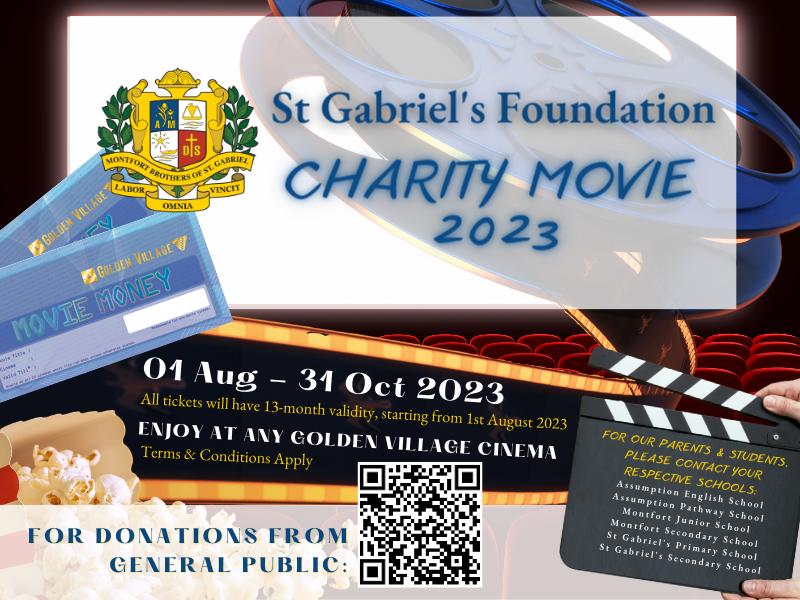 St Gabriel's Foundation
CHARITY MOVIE
2023
A M
D S
MONTFORT BROTHERS OF ST. GABRIEL
LABOR
VINCIT
OMNIA
GOLDEN VILLAGE
GOLDEN VILLAGE
MOVIE MONEY
Movie Title :
Cinema :
01 Aug – 31 Oct 2023
All tickets will have 13-month validity, starting from 1st August 2023
ENJOY AT ANY GOLDEN VILLAGE CINEMA
Terms & Conditions Apply
FOR OUR PARENTS & STUDENTS,
PLEASE CONTACT YOUR
RESPECTIVE SCHOOLS:
Assumption English School
Assumption Pathway School
Montfort Junior School
Montfort Secondary School
St Gabriel's Primary School
St Gabriel's Secondary School
FOR DONATIONS FROM
GENERAL PUBLIC: